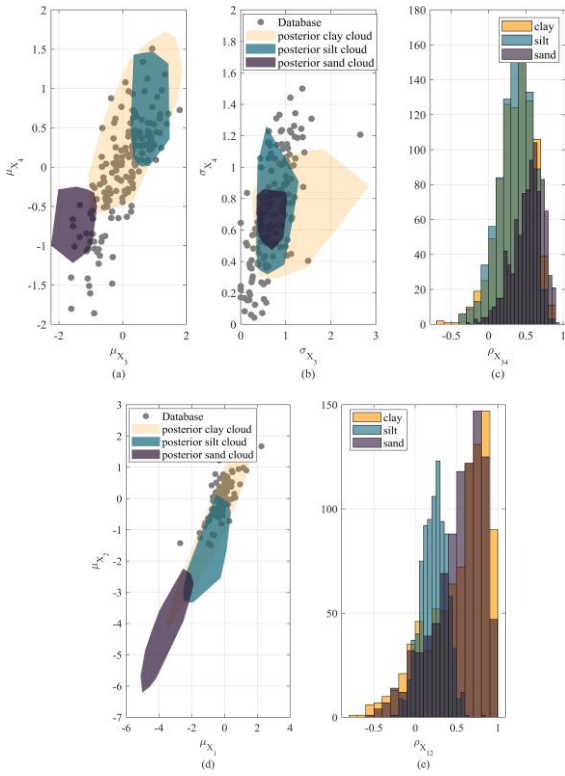 2
1.5
1
0.5
0
-0.5
-1
-1.5
-2
μX4
-2
0
2
μX3
(a)
Database
posterior clay cloud
posterior silt cloud
posterior sand cloud
2
1.8
1.6
1.4
1.2
1
0.8
0.6
0.4
0.2
0
σX4
0
1
2
3
σX3
(b)
clay
silt
sand
180
160
140
120
100
80
60
40
20
0
-0.5
0
0.5
1
ρX34
(c)
Database
posterior clay cloud
posterior silt cloud
posterior sand cloud
3
2
1
0
-1
-2
-3
-4
-5
-6
-7
μX2
-6
-4
-2
0
2
4
μX1
(d)
clay
silt
sand
150
100
50
0
-0.5
0
0.5
1
ρX12
(e)